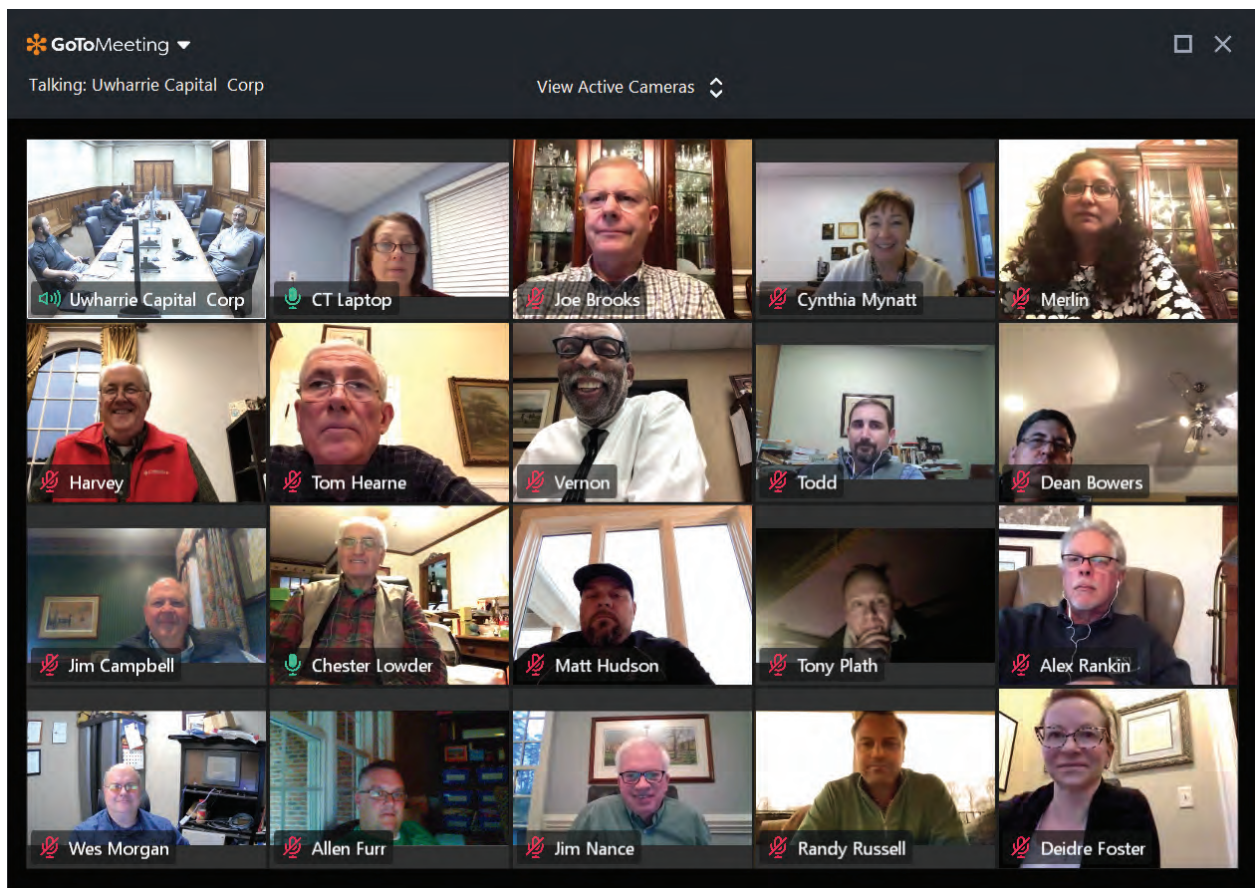 GoToMeeting
Talking: Uwharrie Capital Corp
View Active Cameras
Uwharrie Capital Corp
CT Laptop
Joe Brooks
Cynthia Mynatt
Merlin
Harvey
Tom Hearne
Vernon
Todd
Dean Bowers
Jim Campbell
Chester Lowder
Matt Hudson
Tony Plath
Alex Rankin
Wes Morgan
Allen Furr
Jim Nance
Randy Russell
Deidre Foster